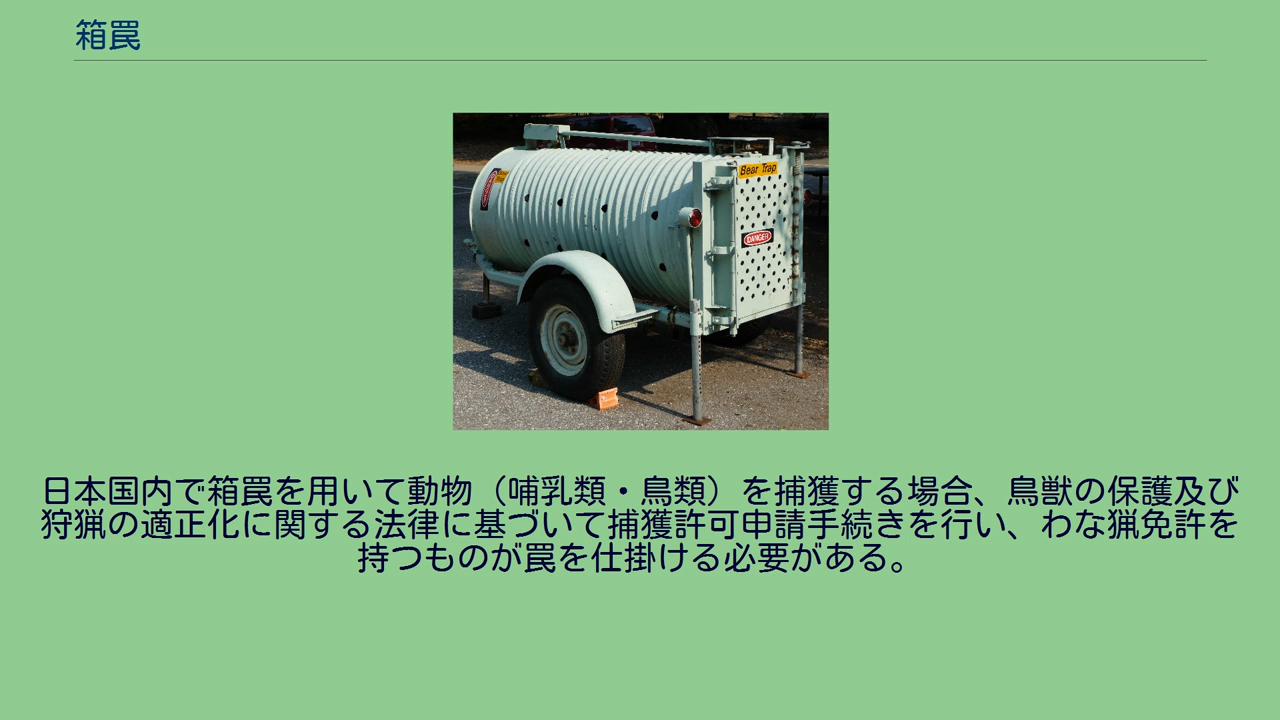 箱罠
Bear Trap
DANGER
日本国内で箱罠を用いて動物（哺乳類・鳥類）を捕獲する場合、鳥獣の保護及び
狩猟の適正化に関する法律に基づいて捕獲許可申請手続きを行い、わな猟免許を
持つものが罠を仕掛ける必要がある。